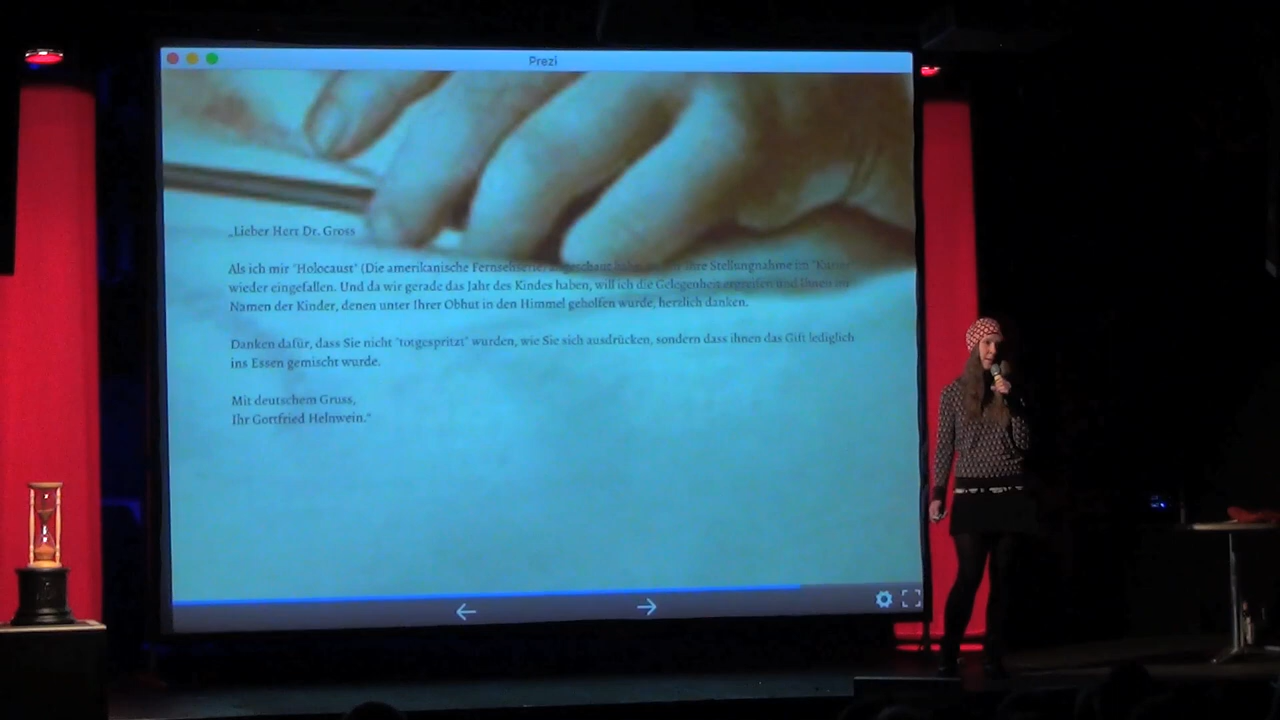 Prezi
„Lieber Herr Dr. Gross
Als ich mir "Holocaust" (Die amerikanische Fernsehserie) angeschaut habe, Ihre Stellungnahme im
wieder eingefallen. Und da wir gerade das Jahr des Kindes haben, will ich die Gelegenheit ergreifen und Ihnen im
Namen der Kinder, denen unter Ihrer Obhut in den Himmel geholfen wurde, herzlich danken.
Danken dafür, dass Sie nicht "totgespritzt" wurden, wie Sie sich ausdrücken, sondern dass ihnen das Gift lediglich
ins Essen gemischt wurde.
Mit deutschem Gruss,
Ihr Gottfried Helnwein.“